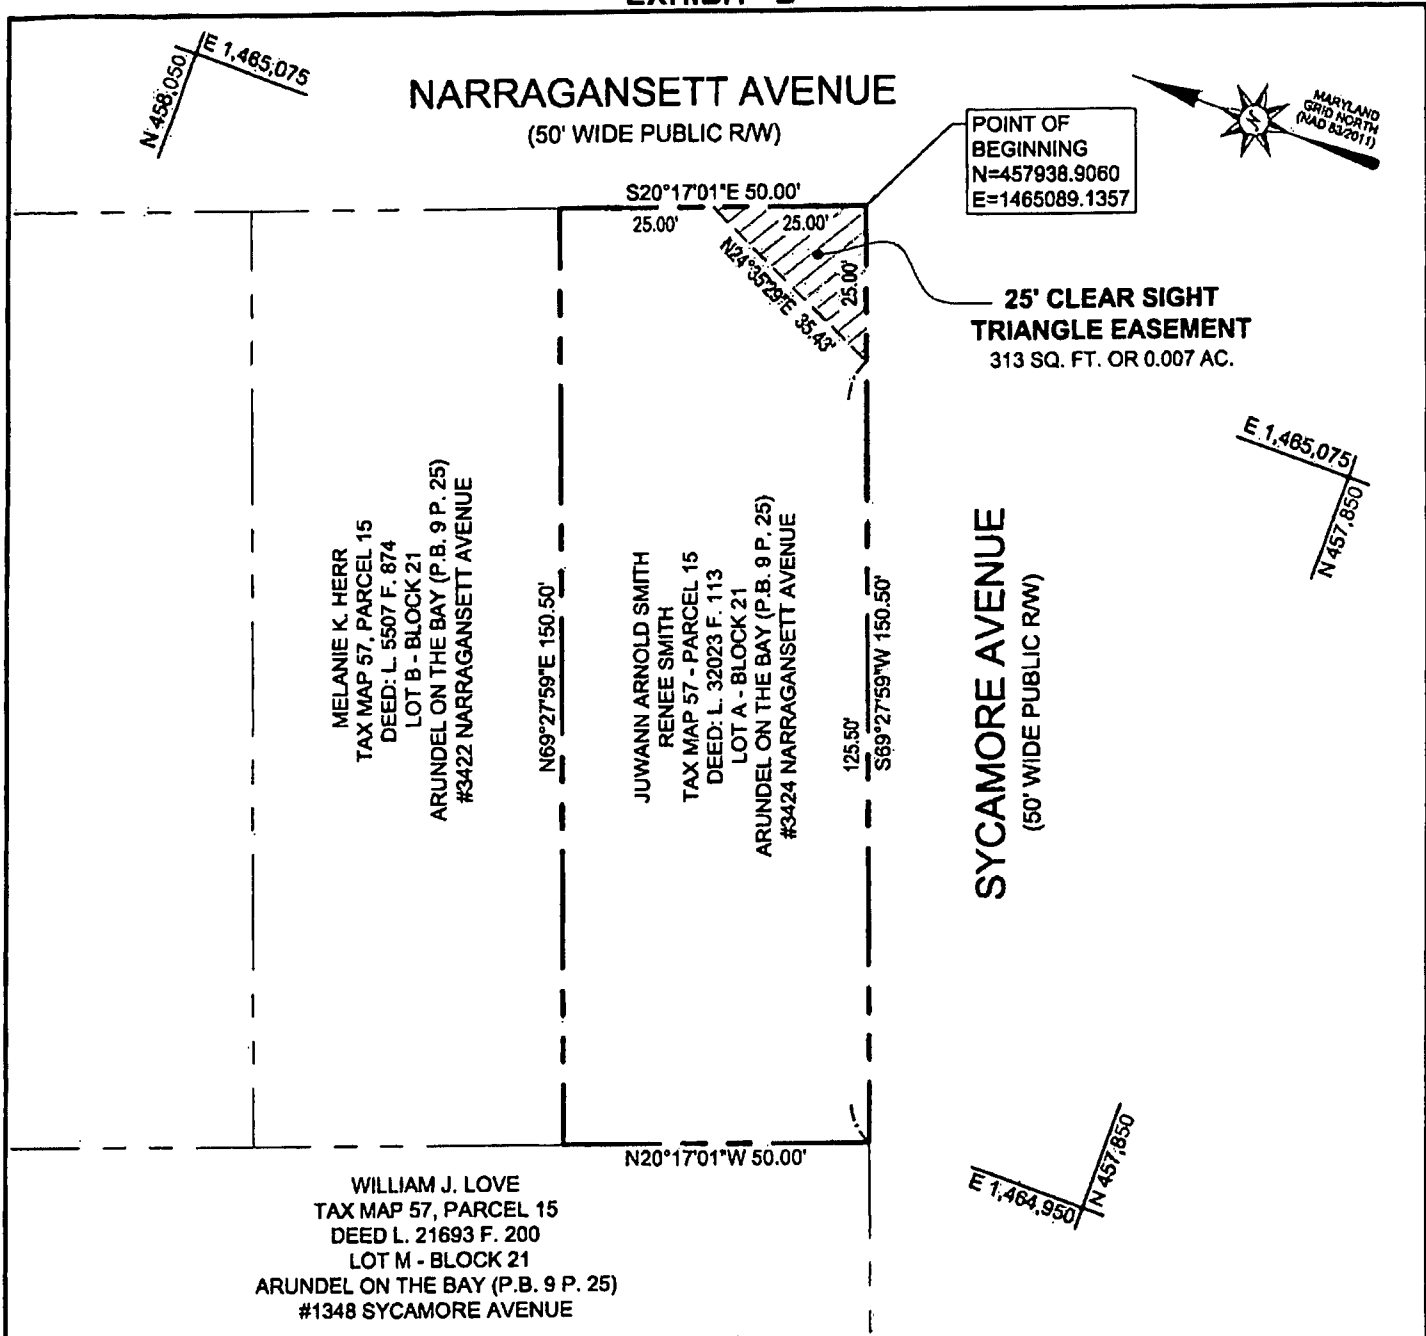 E 1,465,075
N 458,050
NARRAGANSETT AVENUE
(50' WIDE PUBLIC R/W)
MARYLAND
GRID NORTH
(NAD 83/2011)
POINT OF
BEGINNING
N=457938.9060
E=1465089.1357
S20°17'01"E 50.00'
25.00'
25.00'
25.00'
N24°35'29"E 35.43'
25' CLEAR SIGHT
TRIANGLE EASEMENT
313 SQ. FT. OR 0.007 AC.
E 1,465,075
N 457,850
MELANIE K. HERR
TAX MAP 57, PARCEL 15
DEED: L. 5507 F. 874
LOT B - BLOCK 21
ARUNDEL ON THE BAY (P.B. 9 P. 25)
#3422 NARRAGANSETT AVENUE
N69°27'59"E 150.50'
JUWANN ARNOLD SMITH
RENEE SMITH
TAX MAP 57 - PARCEL 15
DEED: L. 32023 F. 113
LOT A - BLOCK 21
ARUNDEL ON THE BAY (P.B. 9 P. 25)
#3424 NARRAGANSETT AVENUE
125.50'
S69°27'59"W 150.50'
SYCAMORE AVENUE
(50' WIDE PUBLIC R/W)
N20°17'01"W 50.00'
E 1,464,950
N 457,850
WILLIAM J. LOVE
TAX MAP 57, PARCEL 15
DEED L. 21693 F. 200
LOT M - BLOCK 21
ARUNDEL ON THE BAY (P.B. 9 P. 25)
#1348 SYCAMORE AVENUE